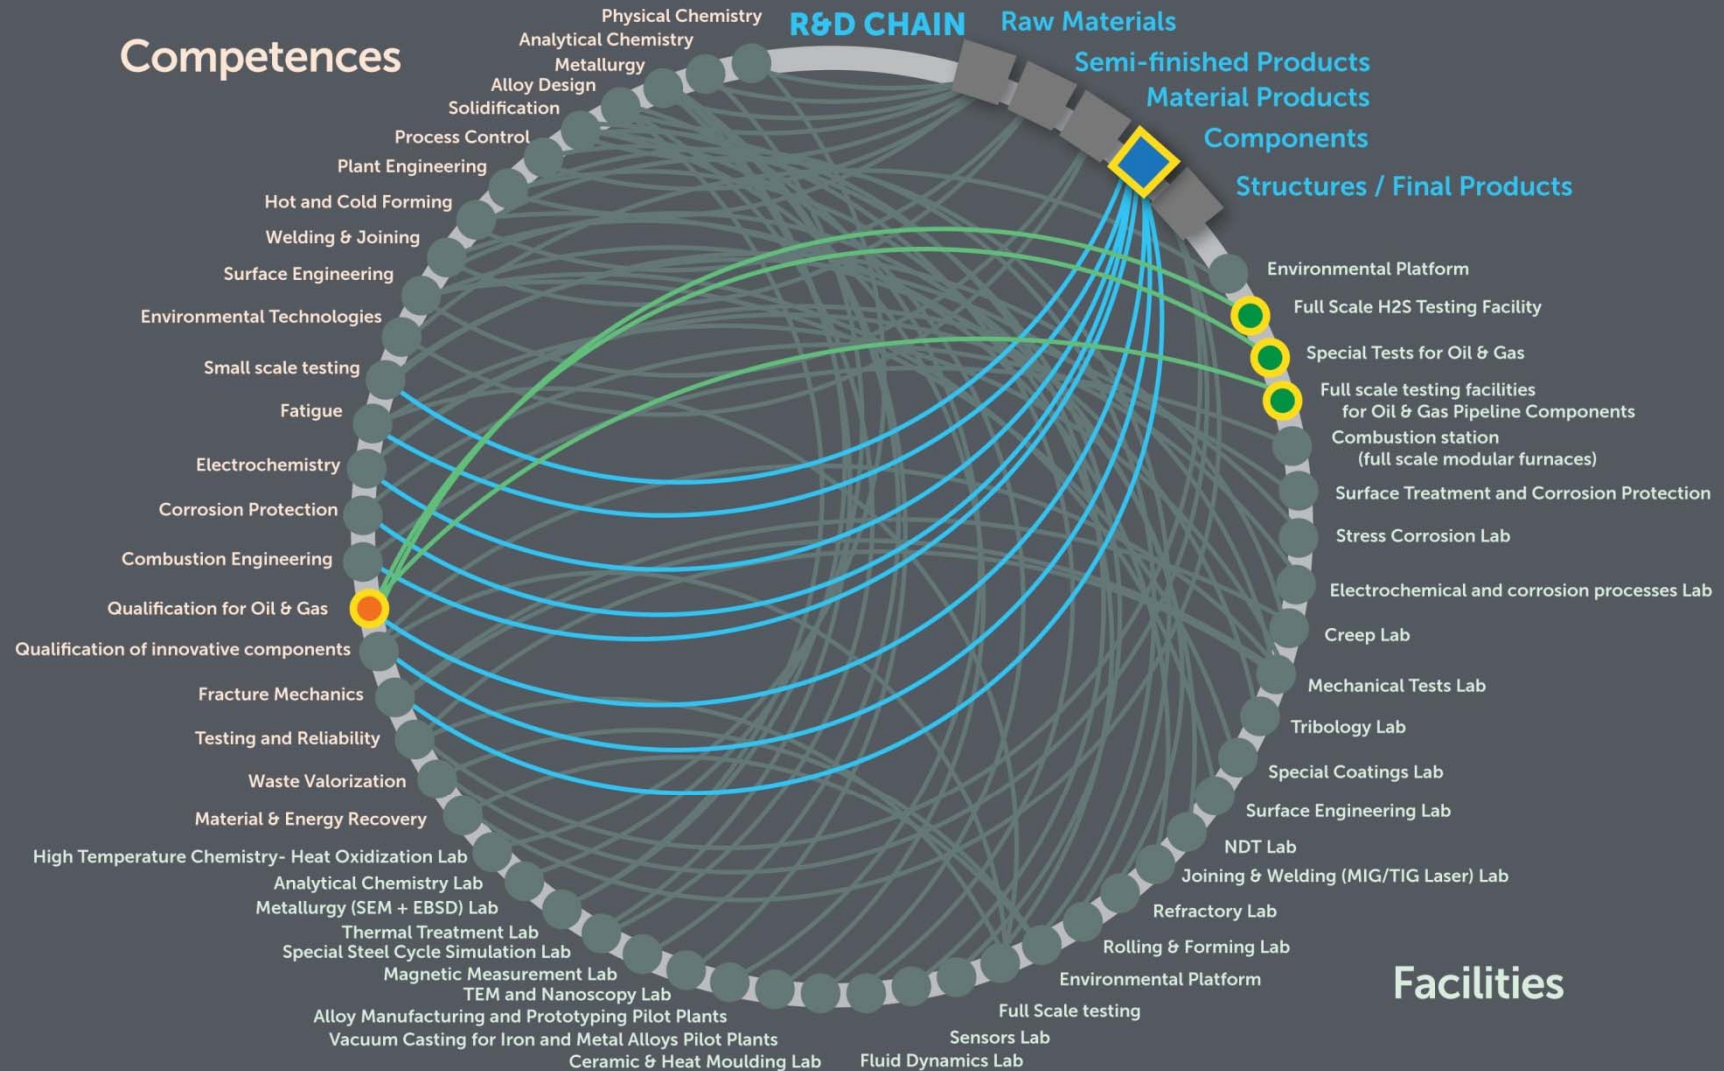 Competences
Physical Chemistry
Analytical Chemistry
Metallurgy
Alloy Design
Solidification
Process Control
Plant Engineering
Hot and Cold Forming
Welding & Joining
Surface Engineering
Environmental Technologies
Small scale testing
Fatigue
Electrochemistry
Corrosion Protection
Combustion Engineering
Qualification for Oil & Gas
Qualification of innovative components
Fracture Mechanics
Testing and Reliability
Waste Valorization
Material & Energy Recovery
R&D CHAIN
Raw Materials
Semi-finished Products
Material Products
Components
Structures / Final Products
Environmental Platform
Full Scale H2S Testing Facility
Special Tests for Oil & Gas
Full scale testing facilities
for Oil & Gas Pipeline Components
Combustion station
(full scale modular furnaces)
Surface Treatment and Corrosion Protection
Stress Corrosion Lab
Electrochemical and corrosion processes Lab
Creep Lab
Mechanical Tests Lab
Tribology Lab
Special Coatings Lab
Surface Engineering Lab
NDT Lab
Joining & Welding (MIG/TIG Laser) Lab
Refractory Lab
Rolling & Forming Lab
Environmental Platform
Full Scale testing
Sensors Lab
Fluid Dynamics Lab
Facilities
High Temperature Chemistry- Heat Oxidization Lab
Analytical Chemistry Lab
Metallurgy (SEM + EBSD) Lab
Thermal Treatment Lab
Special Steel Cycle Simulation Lab
Magnetic Measurement Lab
TEM and Nanoscopy Lab
Alloy Manufacturing and Prototyping Pilot Plants
Vacuum Casting for Iron and Metal Alloys Pilot Plants
Ceramic & Heat Moulding Lab